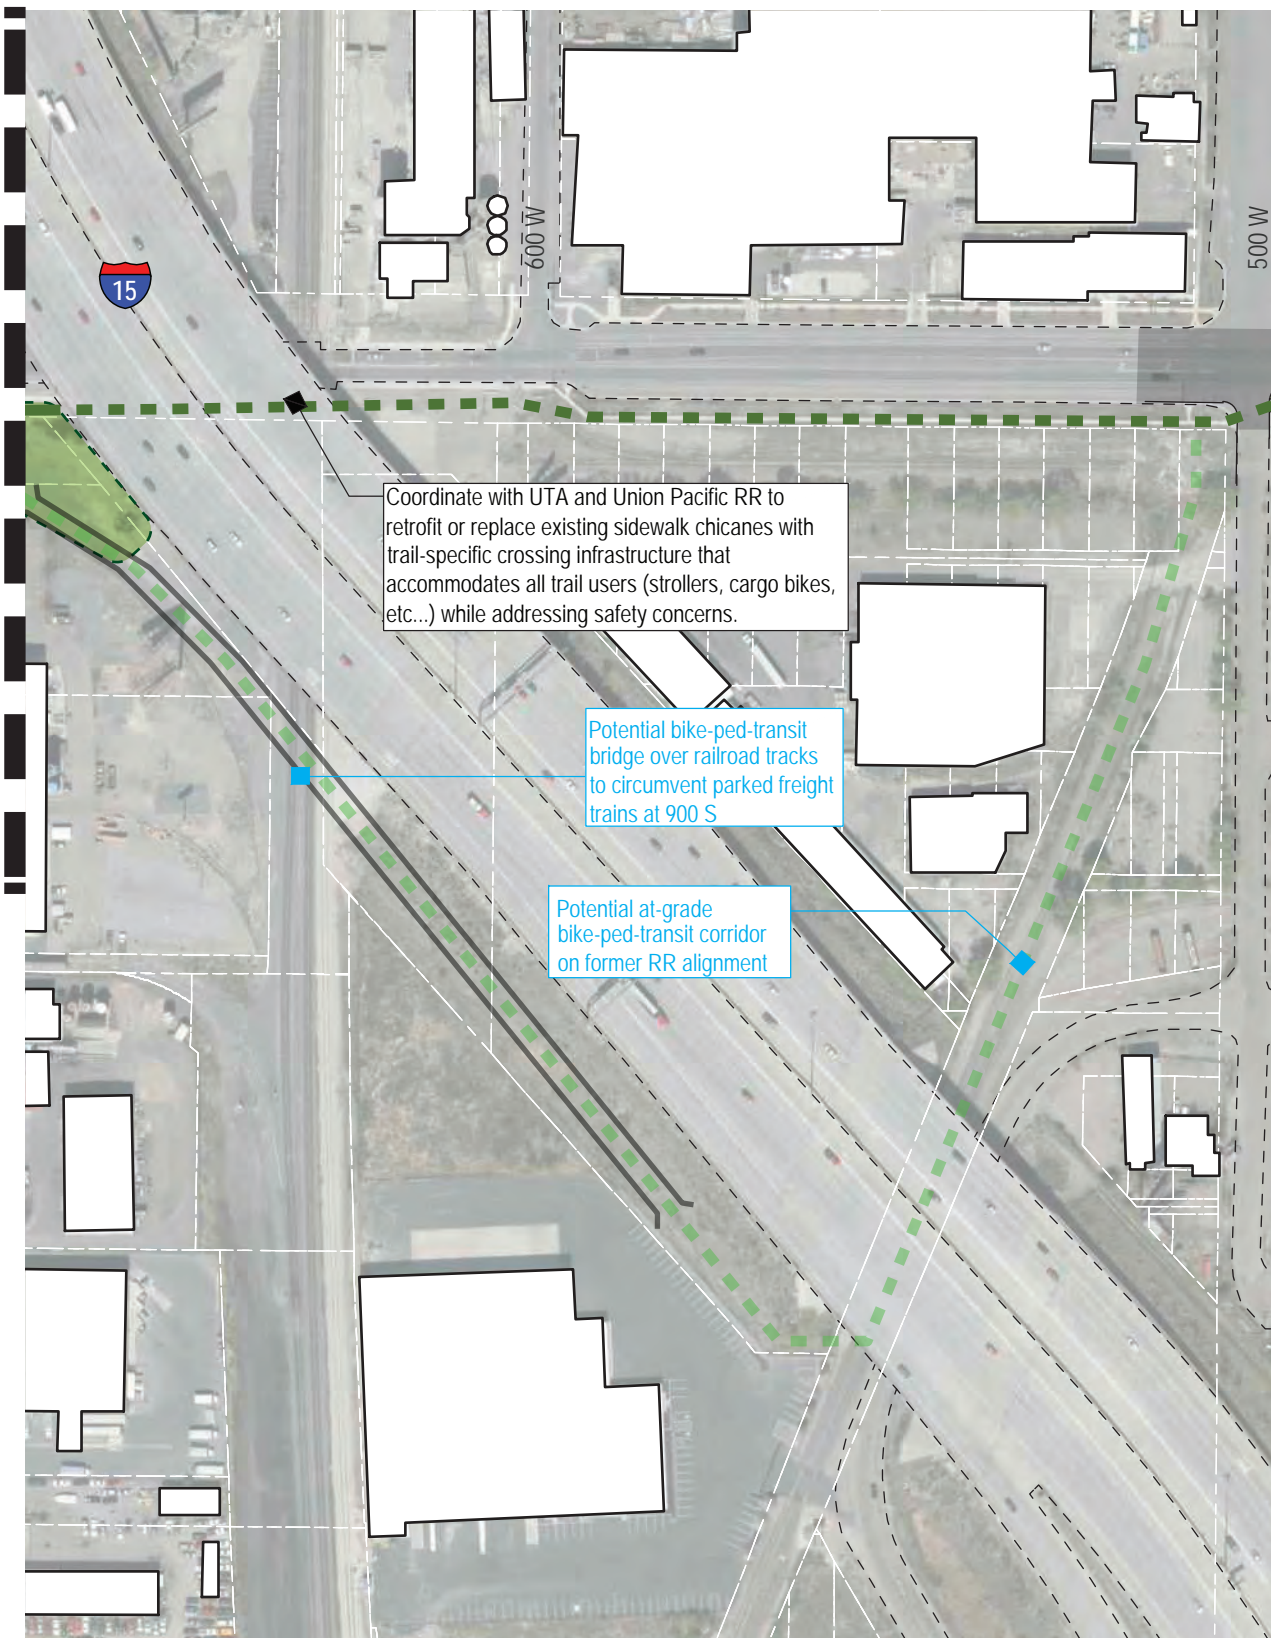 600 W
500 W
15
Coordinate with UTA and Union Pacific RR to
retrofit or replace existing sidewalk chicanes with
trail-specific crossing infrastructure that
accommodates all trail users (strollers, cargo bikes,
etc...) while addressing safety concerns.
Potential bike-ped-transit
bridge over railroad tracks
to circumvent parked freight
trains at 900 S
Potential at-grade
bike-ped-transit corridor
on former RR alignment